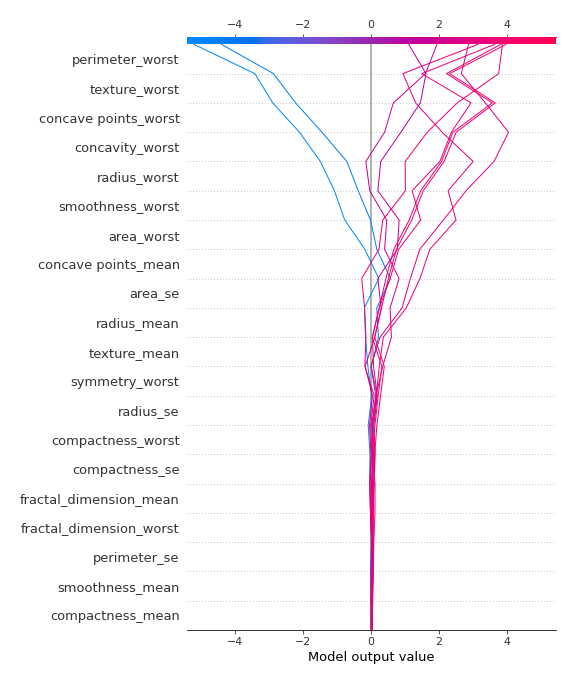 −4 −2 0 2 4
perimeter_worst
texture_worst
concave points_worst
concavity_worst
radius_worst
smoothness_worst
area_worst
concave points_mean
area_se
radius_mean
texture_mean
symmetry_worst
radius_se
compactness_worst
compactness_se
fractal_dimension_mean
fractal_dimension_worst
perimeter_se
smoothness_mean
compactness_mean
−4 −2 0 2 4
Model output value